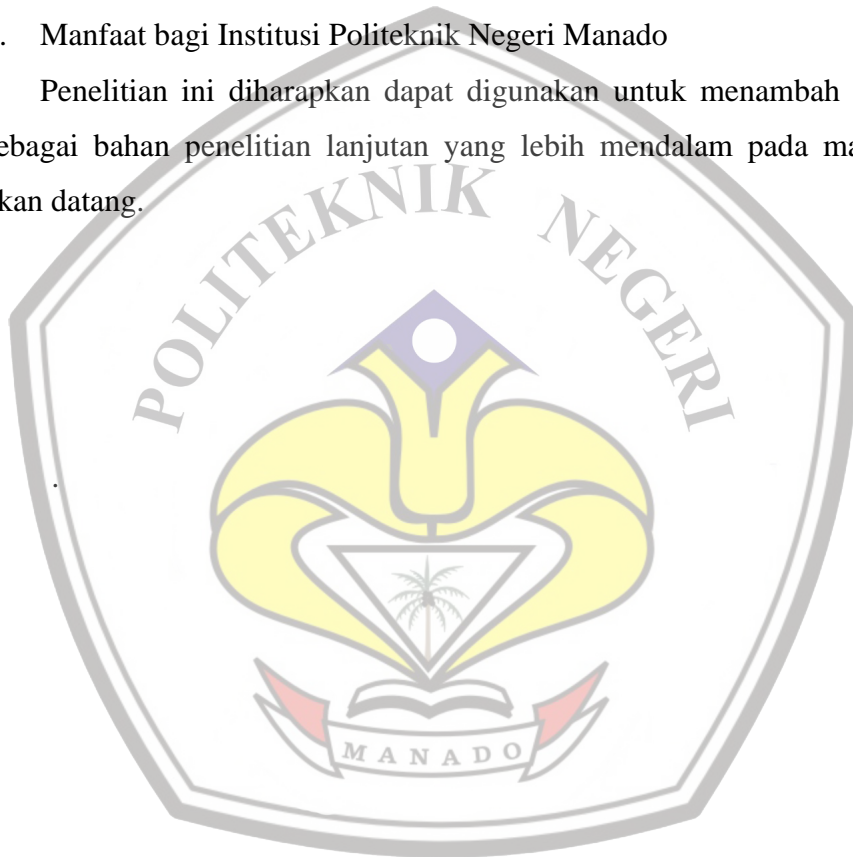 . Manfaat bagi Institusi Politeknik Negeri Manado
Penelitian ini diharapkan dapat digunakan untuk menambah
ebagai bahan penelitian lanjutan yang lebih mendalam pada ma
kan datang.
POLITEKNIK NEGERI
.
MANADO